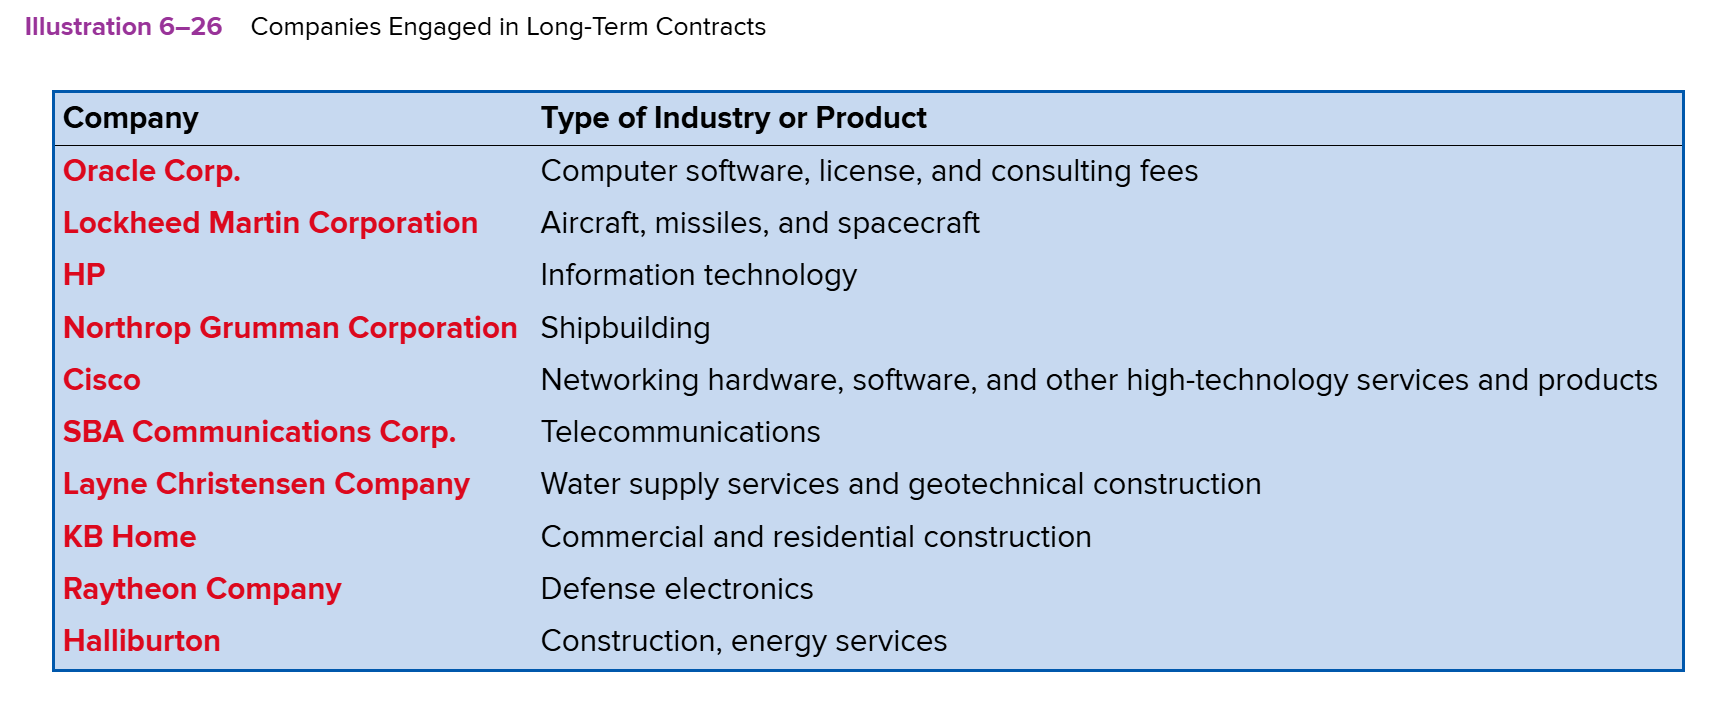 Illustration 6–26 Companies Engaged in Long-Term Contracts
Company Type of Industry or Product
Oracle Corp. Computer software, license, and consulting fees
Lockheed Martin Corporation Aircraft, missiles, and spacecraft
HP Information technology
Northrop Grumman Corporation Shipbuilding
Cisco Networking hardware, software, and other high-technology services and products
SBA Communications Corp. Telecommunications
Layne Christensen Company Water supply services and geotechnical construction
KB Home Commercial and residential construction
Raytheon Company Defense electronics
Halliburton Construction, energy services